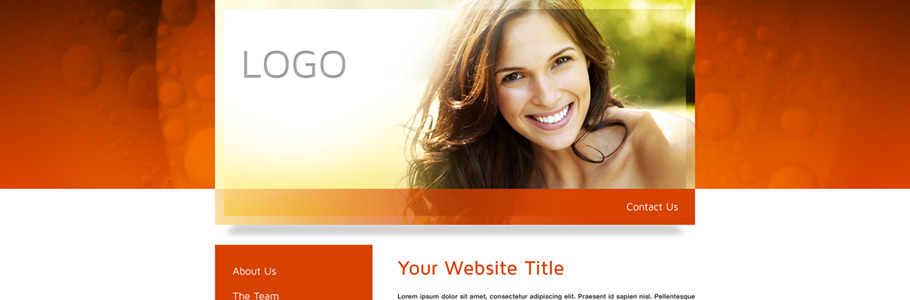 LOGO
Contact Us
About Us
Your Website Title
The Team
Lorem ipsum dolor sit amet, consectetur adipiscing elit. Praesent id sapien nisl. Pellentesque